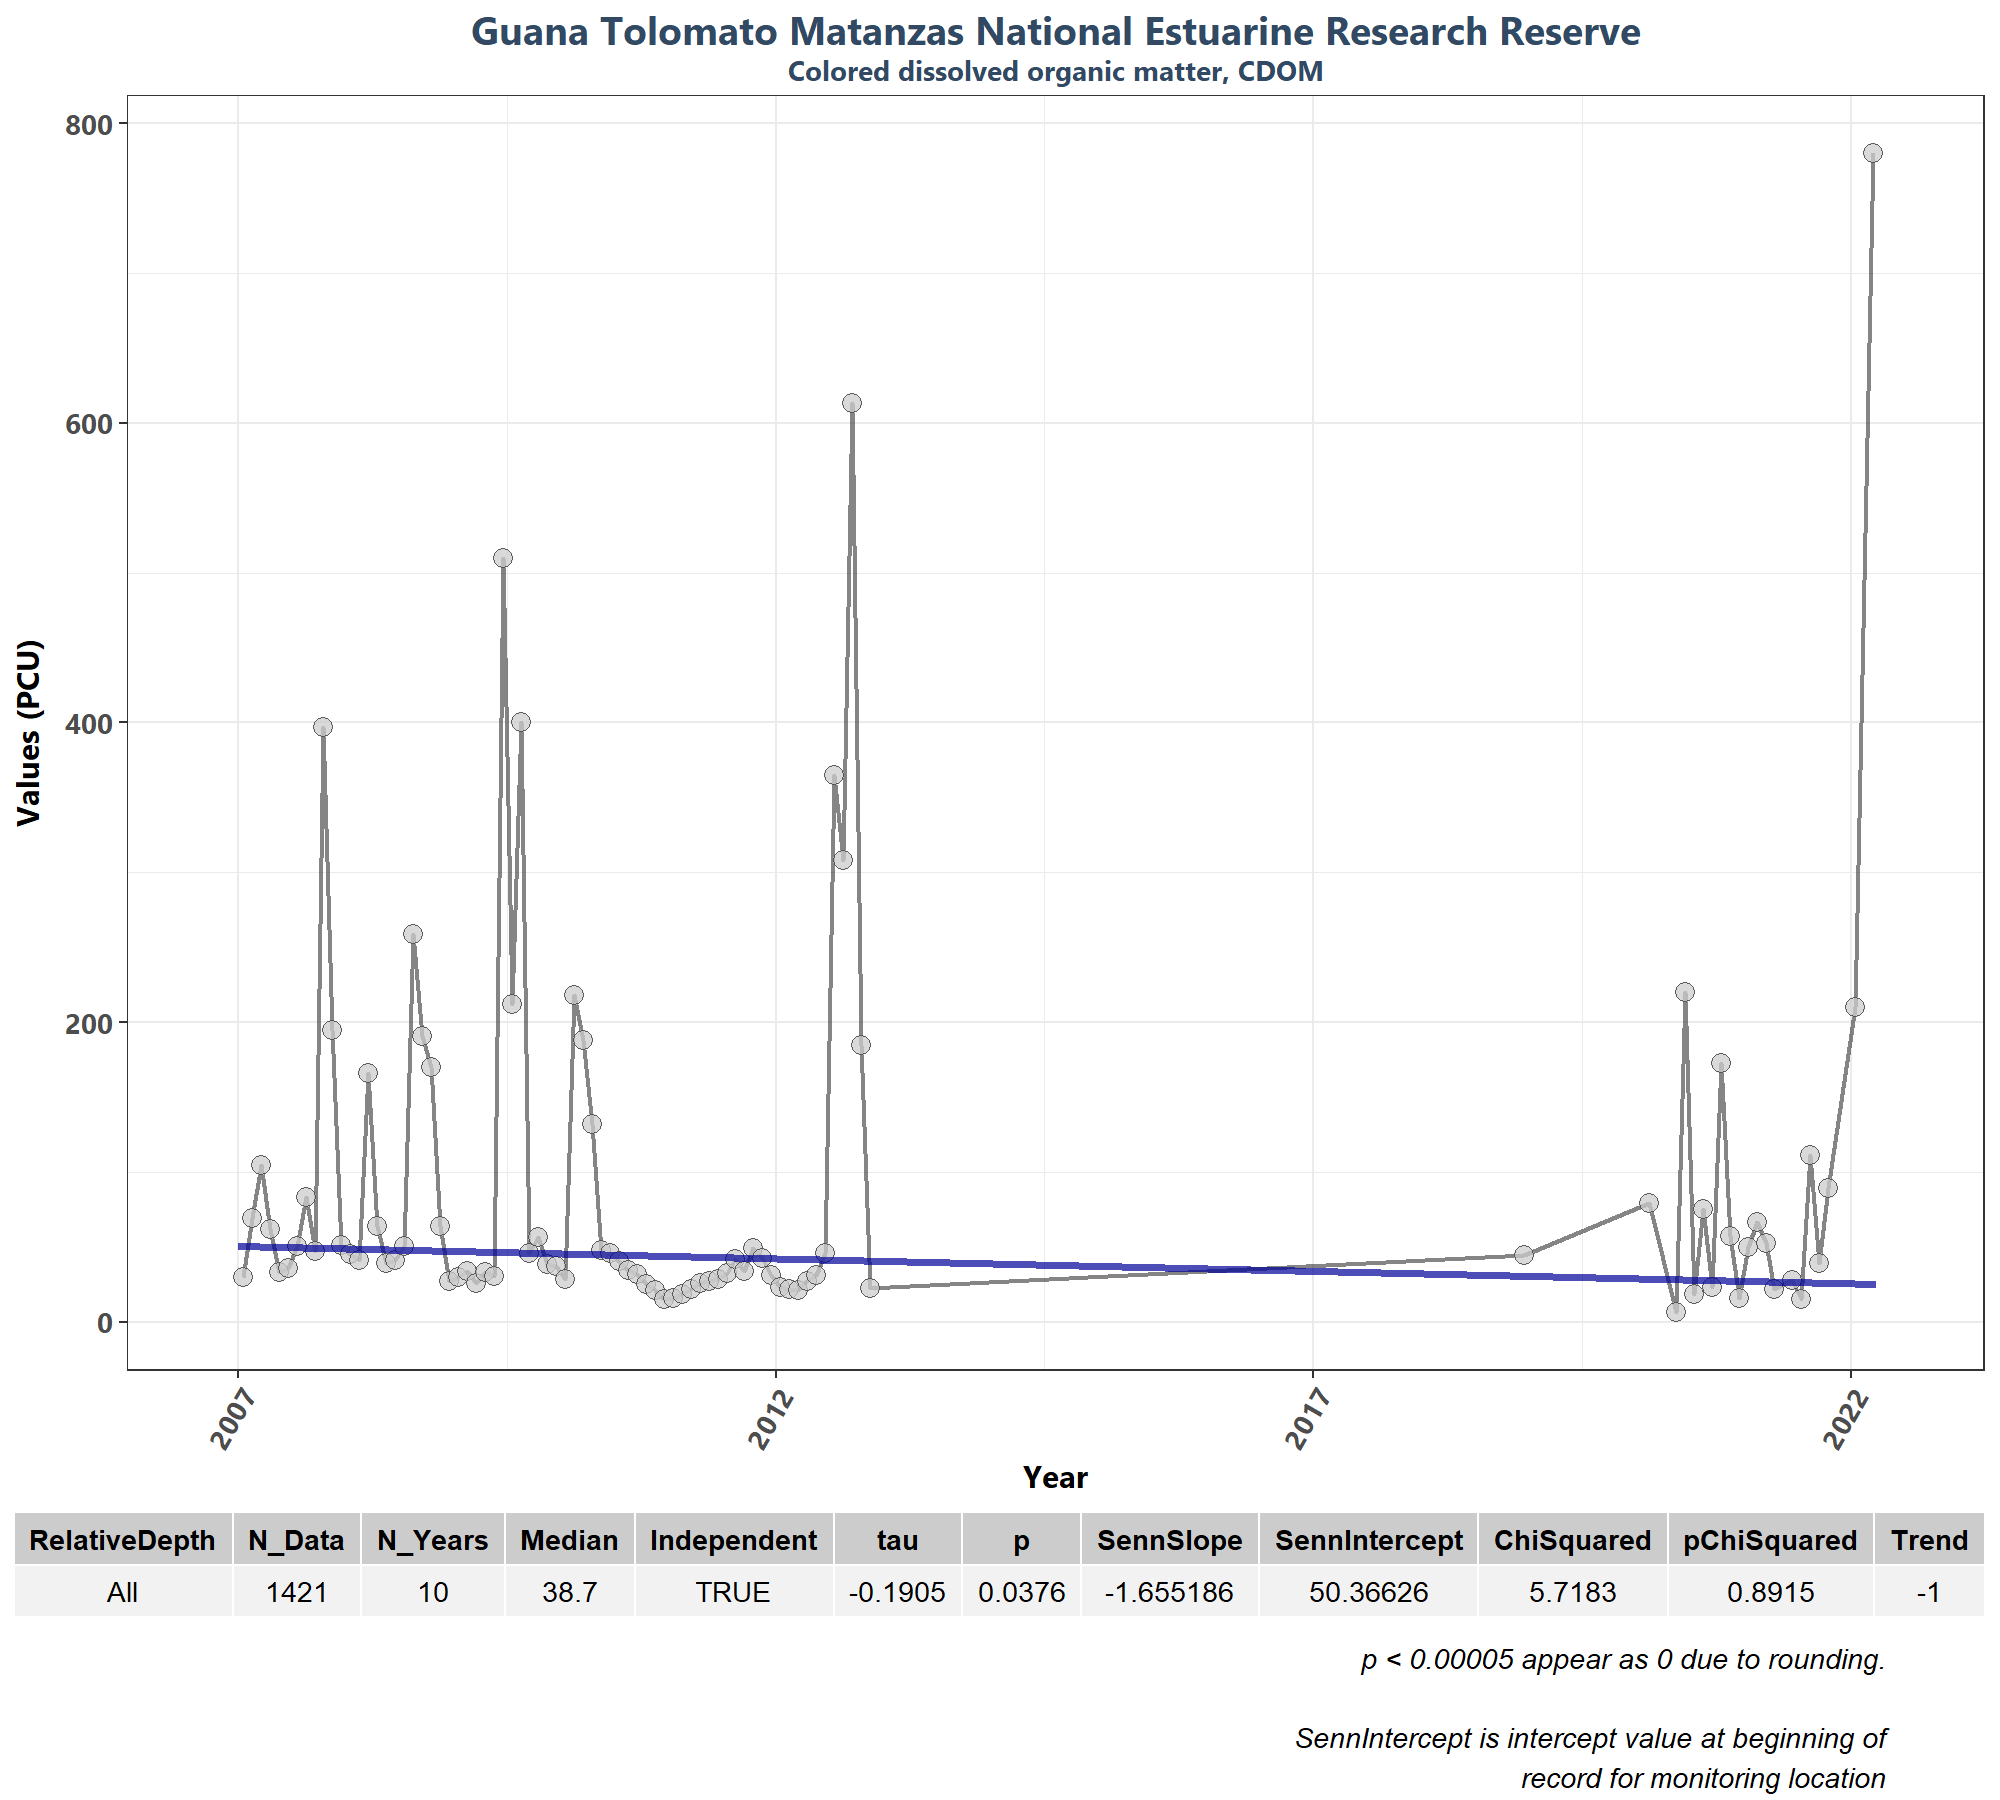 Guana Tolomato Matanzas National Estuarine Research Reserve
Colored dissolved organic matter, CDOM
800
600
400
200
0
Values (PCU)
2007 2012 2017 2022
Year
RelativeDepth N_Data N_Years Median Independent tau p SennSlope SennIntercept ChiSquared pChiSquared Trend
All 1421 10 38.7 TRUE -0.1905 0.0376 -1.655186 50.36626 5.7183 0.8915 -1
p < 0.00005 appear as 0 due to rounding.
SennIntercept is intercept value at beginning of
record for monitoring location